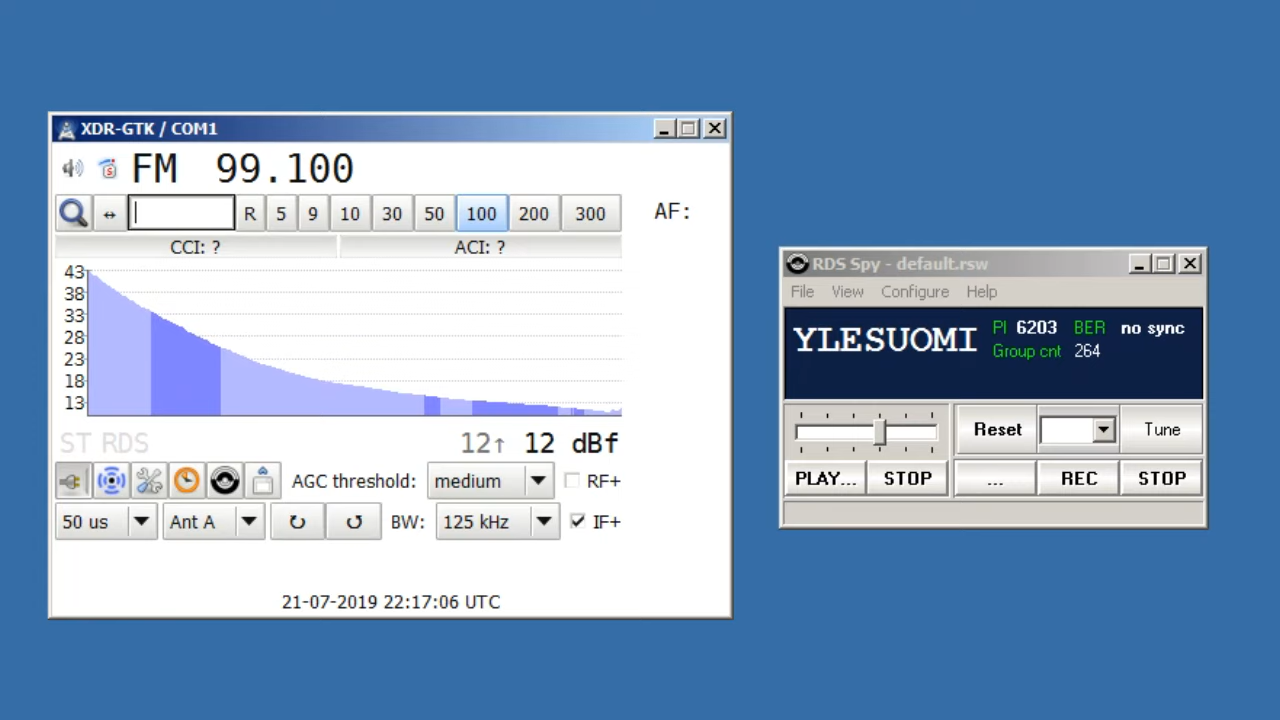 XDR-GTK / COM1
FM 99.100
R 5 9 10 30 50 100 200 300
AF:
CCI: ? ACI: ?
43
38
33
28
23
18
13
ST RDS 12↑ 12 dBf
AGC threshold: medium RF+
50 us Ant A ↻ ↺ BW: 125 kHz IF+
21-07-2019 22:17:06 UTC
RDS Spy - default.rsw
File View Configure Help
YLESUOMI PI 6203 BER no sync
Group cnt 264
Reset Tune
PLAY... STOP ... REC STOP